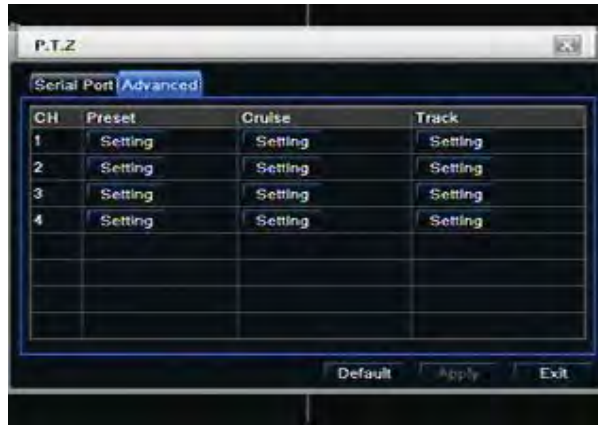 P.T.Z
Serial Port Advanced
CH Preset Cruise Track
1 Setting Setting Setting
2 Setting Setting Setting
3 Setting Setting Setting
4 Setting Setting Setting
Default Apply Exit